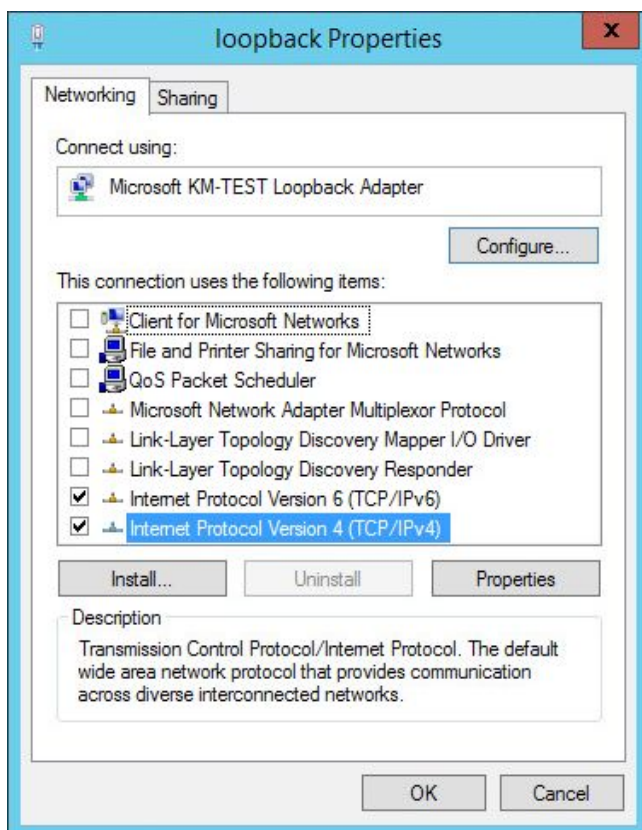 loopback Properties
x
Networking
Sharing
Connect using:
Microsoft KM-TEST Loopback Adapter
Configure...
This connection uses the following items:
Client for Microsoft Networks
File and Printer Sharing for Microsoft Networks
QoS Packet Scheduler
Microsoft Network Adapter Multiplexor Protocol
Link-Layer Topology Discovery Mapper I/O Driver
Link-Layer Topology Discovery Responder
Internet Protocol Version 6 (TCP/IPv6)
Internet Protocol Version 4 (TCP/IPv4)
Install...
Uninstall
Properties
Description
Transmission Control Protocol/Internet Protocol. The default
wide area network protocol that provides communication
across diverse interconnected networks.
OK
Cancel